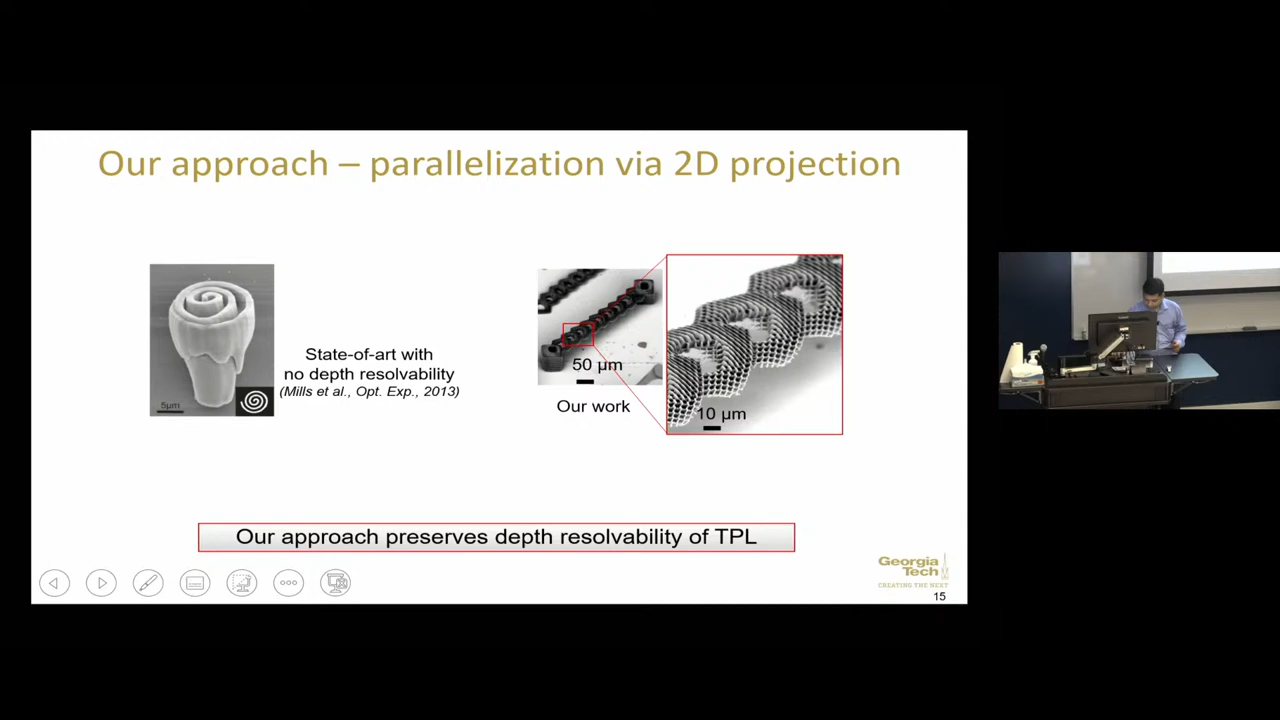 Our approach – parallelization via 2D projection
5µm
State-of-art with
no depth resolvability
(Mills et al., Opt. Exp., 2013)
50 µm
Our work
10 µm
Our approach preserves depth resolvability of TPL
Georgia
Tech
CREATING THE NEXT
15